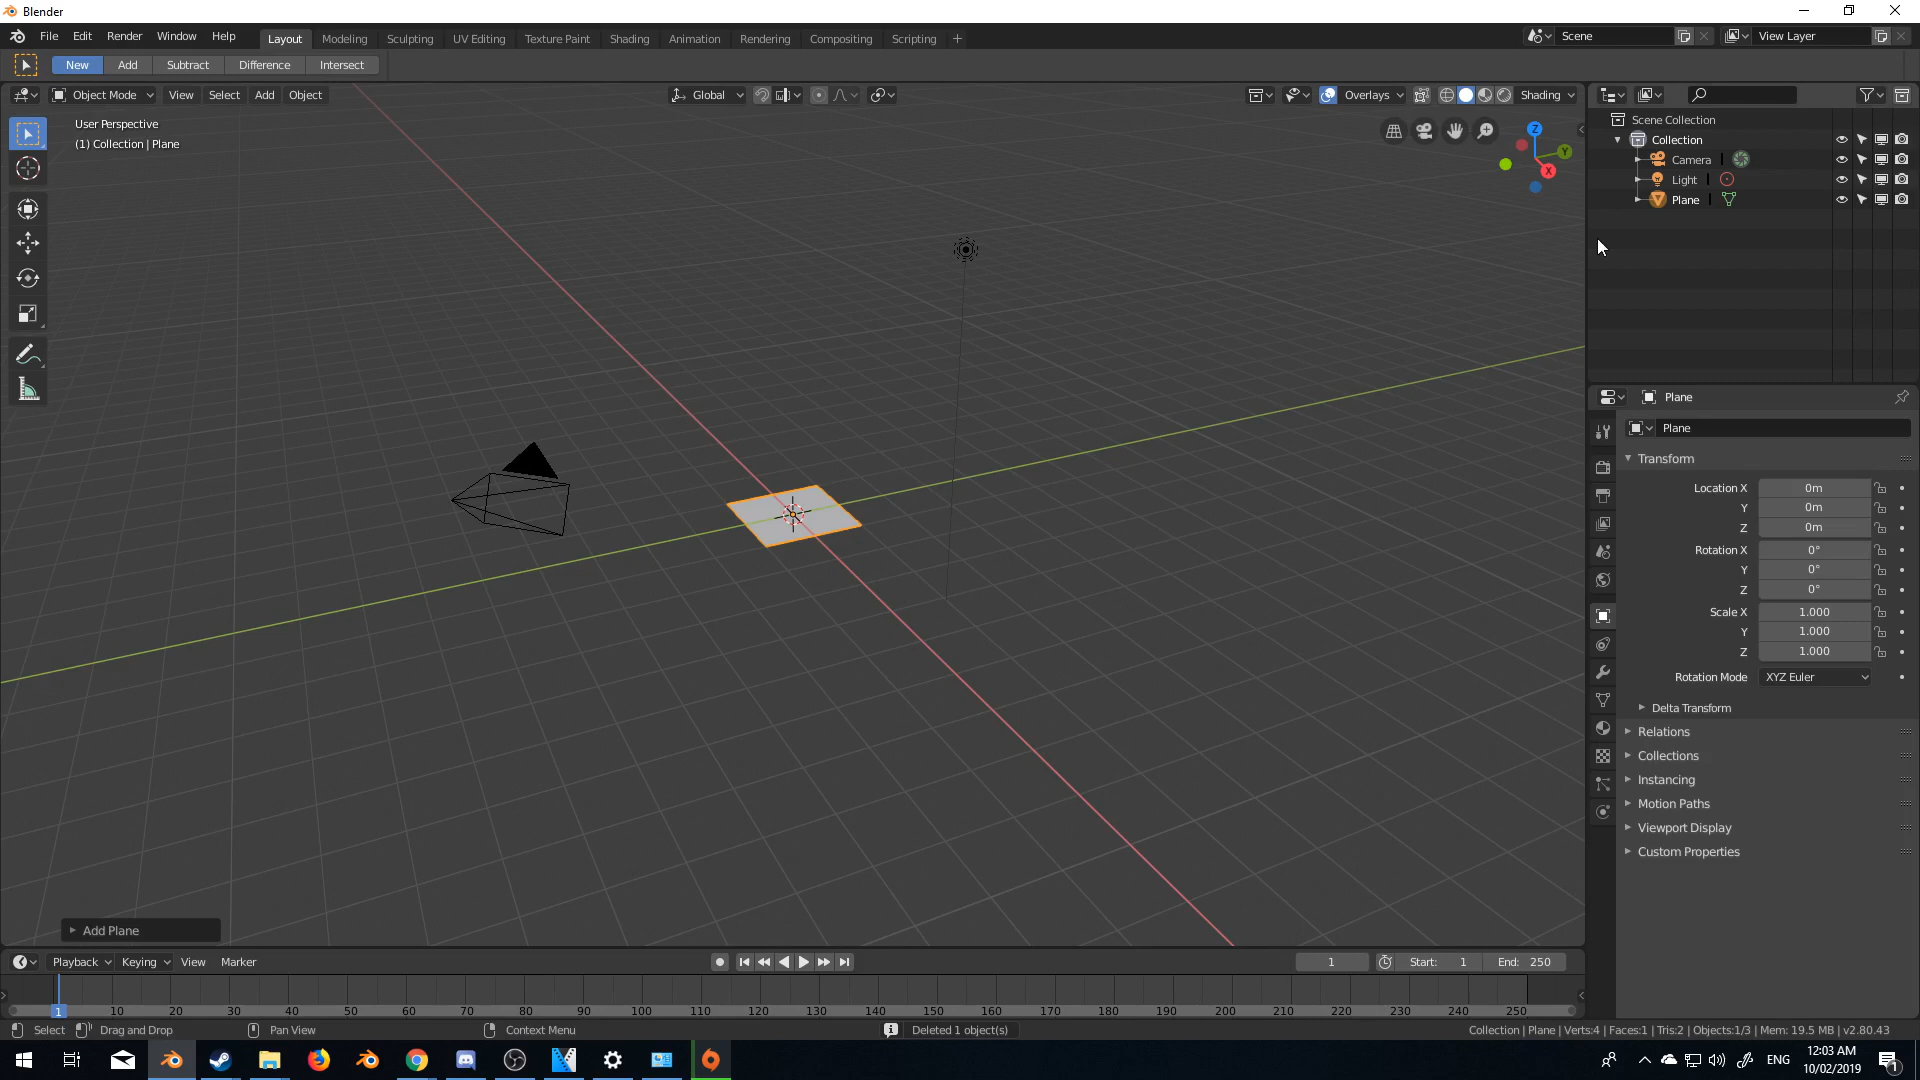 Blender
File Edit Render Window Help Layout Modeling Sculpting UV Editing Texture Paint Shading Animation Rendering Compositing Scripting + Scene View Layer
New Add Subtract Difference Intersect
Object Mode View Select Add Object Global Overlays Shading
User Perspective
(1) Collection | Plane
Z
Y
X
Scene Collection
Collection
Camera
Light
Plane
Plane
Plane
Transform
Location X 0m
Y 0m
Z 0m
Rotation X 0°
Y 0°
Z 0°
Scale X 1.000
Y 1.000
Z 1.000
Rotation Mode XYZ Euler
Delta Transform
Relations
Collections
Instancing
Motion Paths
Viewport Display
Custom Properties
Add Plane
Playback Keying View Marker 1 Start: 1 End: 250
1 10 20 30 40 50 60 70 80 90 100 110 120 130 140 150 160 170 180 190 200 210 220 230 240 250
Select Drag and Drop Pan View Context Menu Deleted 1 object(s) Collection | Plane | Verts:4 | Faces:1 | Tris:2 | Objects:1/3 | Mem: 19.5 MB | v2.80.43
ENG
12:03 AM
10/02/2019
1